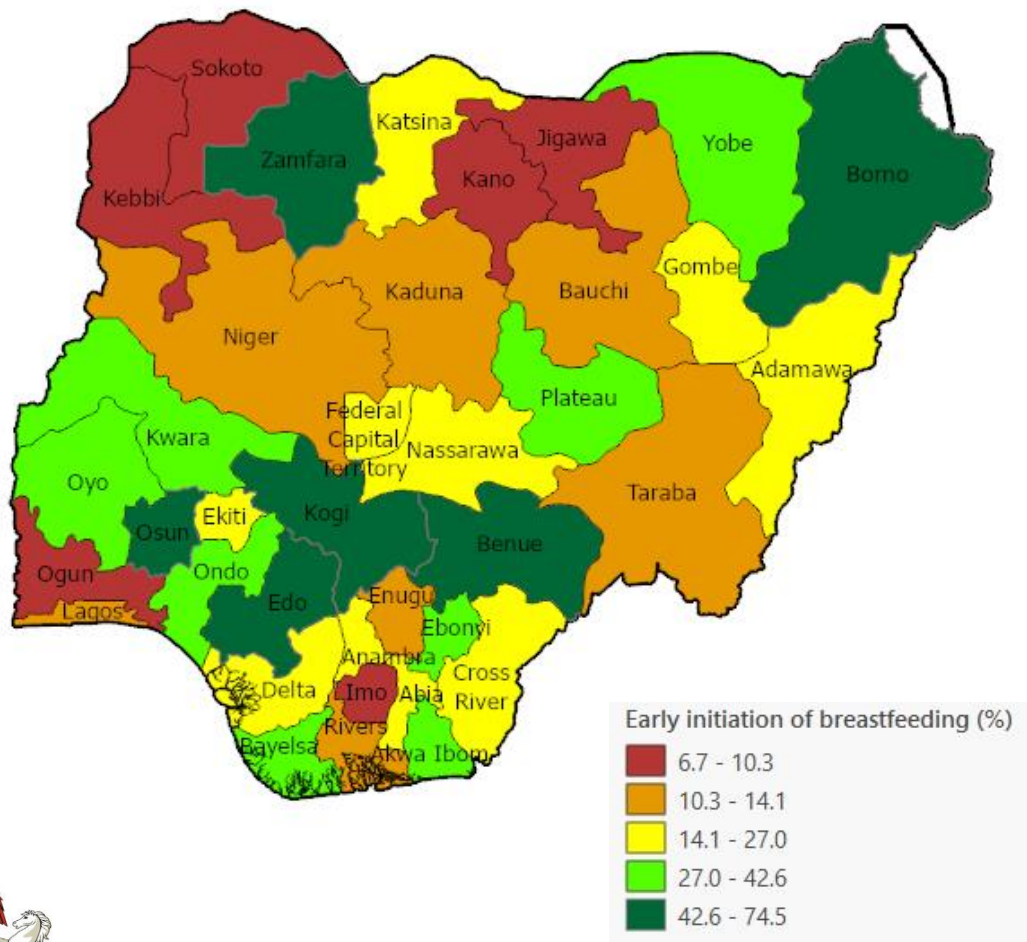 Sokoto
Katsina
Jigawa
Yobe
Borno
Zamfara
Kano
Kebbi
Gombe
Kaduna
Bauchi
Niger
Adamawa
Plateau
Federal
Capital
Territory
Kwara
Nassarawa
Oyo
Taraba
Kogi
Ekiti
Osun
Benue
Ondo
Ogun
Edo
Enugu
Lagos
Ebonyi
Anambra
Cross
River
Delta
Imo
Abia
Rivers
Bayelsa
Akwa Ibom
Early initiation of breastfeeding (%)
6.7 - 10.3
10.3 - 14.1
14.1 - 27.0
27.0 - 42.6
42.6 - 74.5